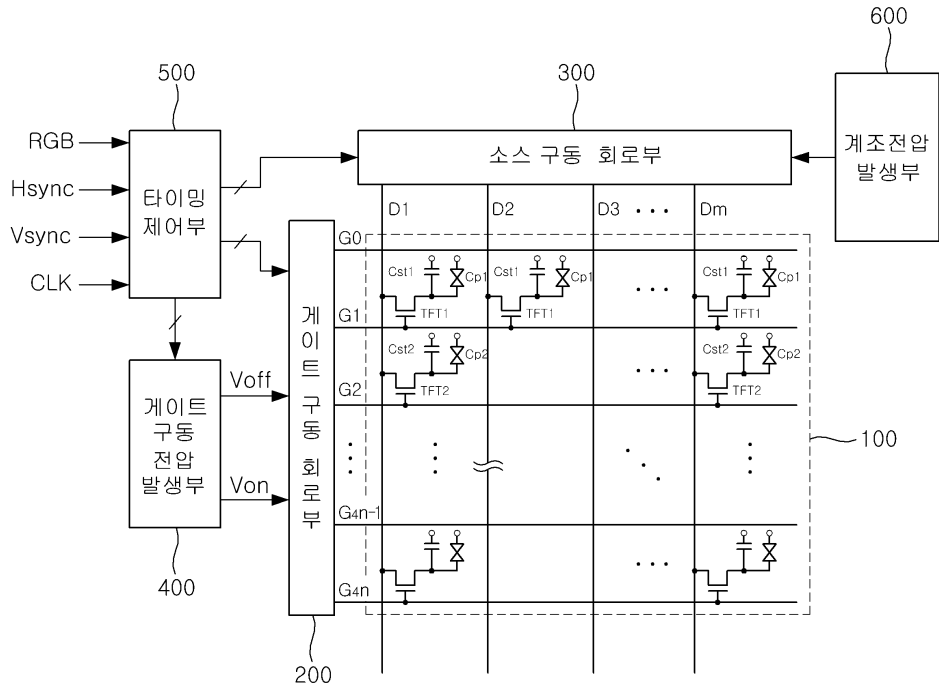 600
500
300
RGB
Hsync
Vsync
CLK
타이밍
제어부
소스 구동 회로부
계조전압
발생부
D1 D2 D3 ··· Dm
G0
Cst1 Cp1 Cst1 Cp1 ··· Cst1 Cp1
TFT1 TFT1 TFT1
G1
Cst2 Cp2 ··· Cst2 Cp2
TFT2 TFT2
G2
게이트 구동 회로부
Voff
Von
게이트
구동
전압
발생부
100
G4n-1
···
G4n
400
200